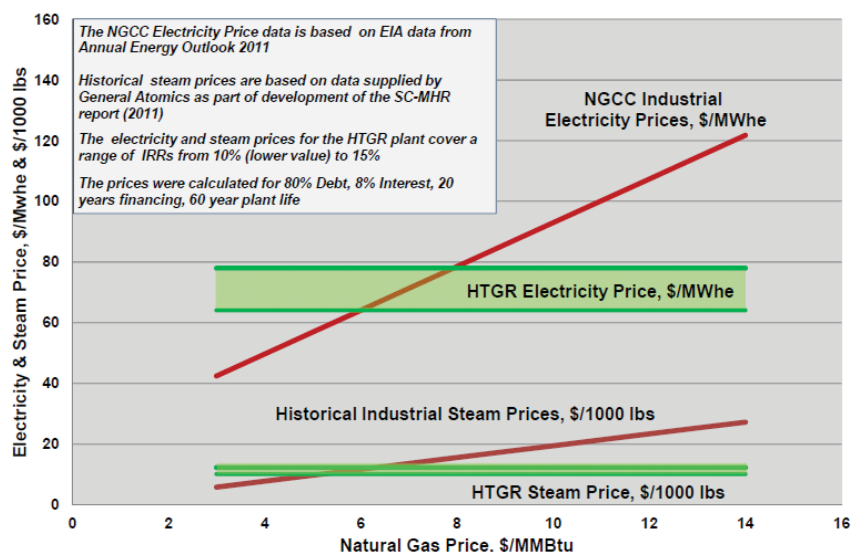 160
140
120
100
80
60
40
20
0
Electricity & Steam Price, $/Mwhe & $/1000 lbs
The NGCC Electricity Price data is based on EIA data from
Annual Energy Outlook 2011
Historical steam prices are based on data supplied by
General Atomics as part of development of the SC-MHR
report (2011)
The electricity and steam prices for the HTGR plant cover a
range of IRRs from 10% (lower value) to 15%
The prices were calculated for 80% Debt, 8% Interest, 20
years financing, 60 year plant life
NGCC Industrial
Electricity Prices, $/MWhe
HTGR Electricity Price, $/MWhe
Historical Industrial Steam Prices, $/1000 lbs
HTGR Steam Price, $/1000 lbs
0 2 4 6 8 10 12 14 16
Natural Gas Price, $/MMBtu